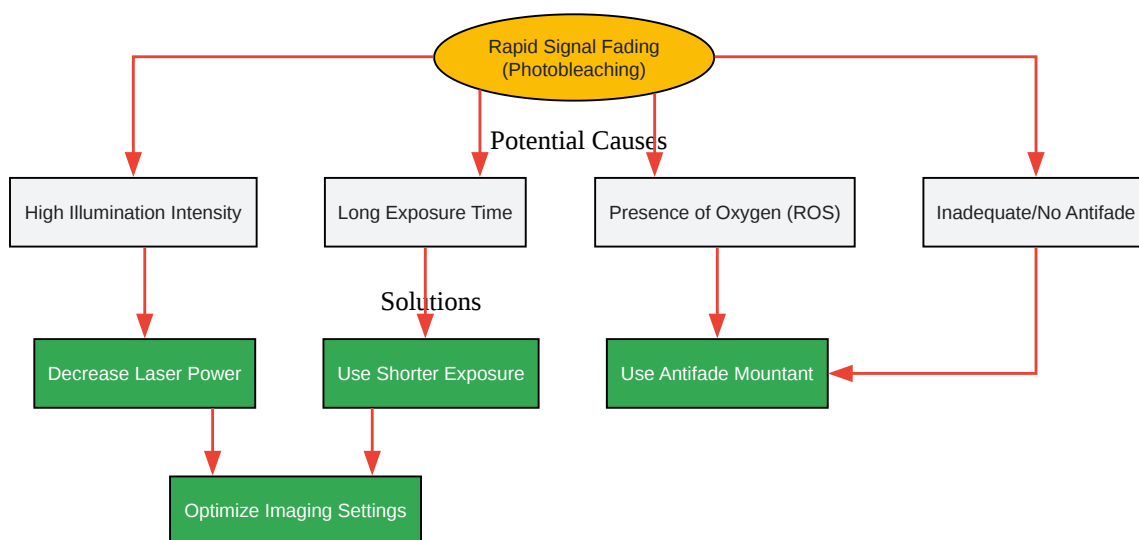 Rapid Signal Fading
(Photobleaching)
Potential Causes
High Illumination Intensity
Long Exposure Time
Presence of Oxygen (ROS)
Inadequate/No Antifade
Solutions
Decrease Laser Power
Use Shorter Exposure
Use Antifade Mountant
Optimize Imaging Settings